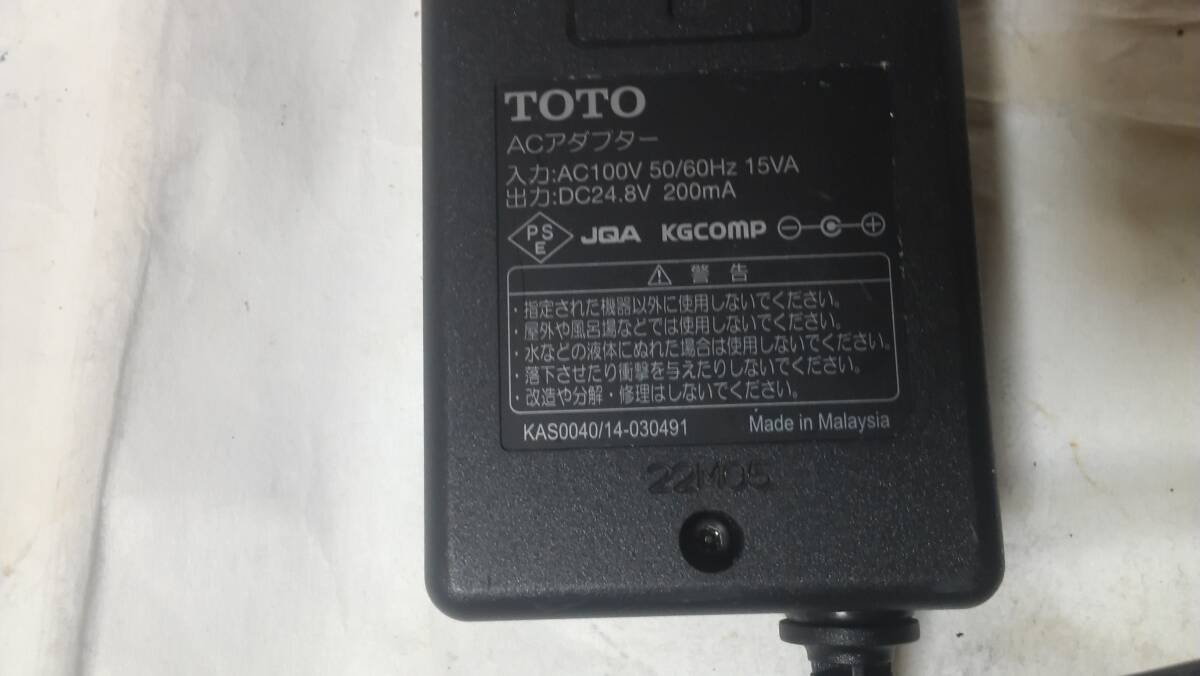 TOTO
ACアダプター
入力:AC100V 50/60Hz 15VA
出力:DC24.8V 200mA
PS
E
JQA KGCOMP
警告
・指定された機器以外に使用しないでください。
・屋外や風呂場などでは使用しないでください。
・水などの液体にぬれた場合は使用しないでください。
・落下させたり衝撃を与えたりしないでください。
・改造や分解・修理はしないでください。
KAS0040/14-030491 Made in Malaysia
22M05